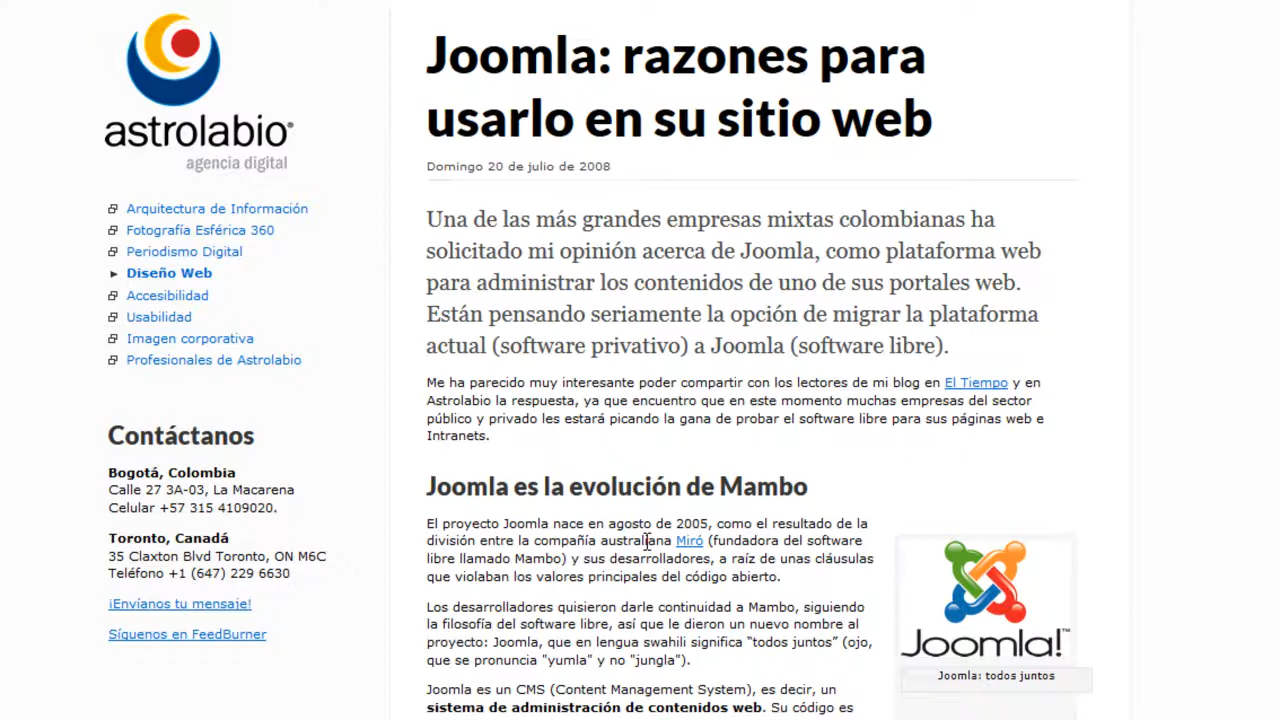 astrolabio®
agencia digital
Arquitectura de Información
Fotografía Esférica 360
Periodismo Digital
Diseño Web
Accesibilidad
Usabilidad
Imagen corporativa
Profesionales de Astrolabio
Contáctanos
Bogotá, Colombia
Calle 27 3A-03, La Macarena
Celular +57 315 4109020.
Toronto, Canadá
35 Claxton Blvd Toronto, ON M6C
Teléfono +1 (647) 229 6630
¡Envíanos tu mensaje!
Síguenos en FeedBurner
Joomla: razones para
usarlo en su sitio web
Domingo 20 de julio de 2008
Una de las más grandes empresas mixtas colombianas ha
solicitado mi opinión acerca de Joomla, como plataforma web
para administrar los contenidos de uno de sus portales web.
Están pensando seriamente la opción de migrar la plataforma
actual (software privativo) a Joomla (software libre).
Me ha parecido muy interesante poder compartir con los lectores de mi blog en El Tiempo y en
Astrolabio la respuesta, ya que encuentro que en este momento muchas empresas del sector
público y privado les estará picando la gana de probar el software libre para sus páginas web e
Intranets.
Joomla es la evolución de Mambo
El proyecto Joomla nace en agosto de 2005, como el resultado de la
división entre la compañía australiana Miró (fundadora del software
libre llamado Mambo) y sus desarrolladores, a raíz de unas cláusulas
que violaban los valores principales del código abierto.
Los desarrolladores quisieron darle continuidad a Mambo, siguiendo
la filosofía del software libre, así que le dieron un nuevo nombre al
proyecto: Joomla, que en lengua swahili significa “todos juntos” (ojo,
que se pronuncia "yumla" y no "jungla").
Joomla es un CMS (Content Management System), es decir, un
sistema de administración de contenidos web. Su código es
Joomla!™
Joomla: todos juntos